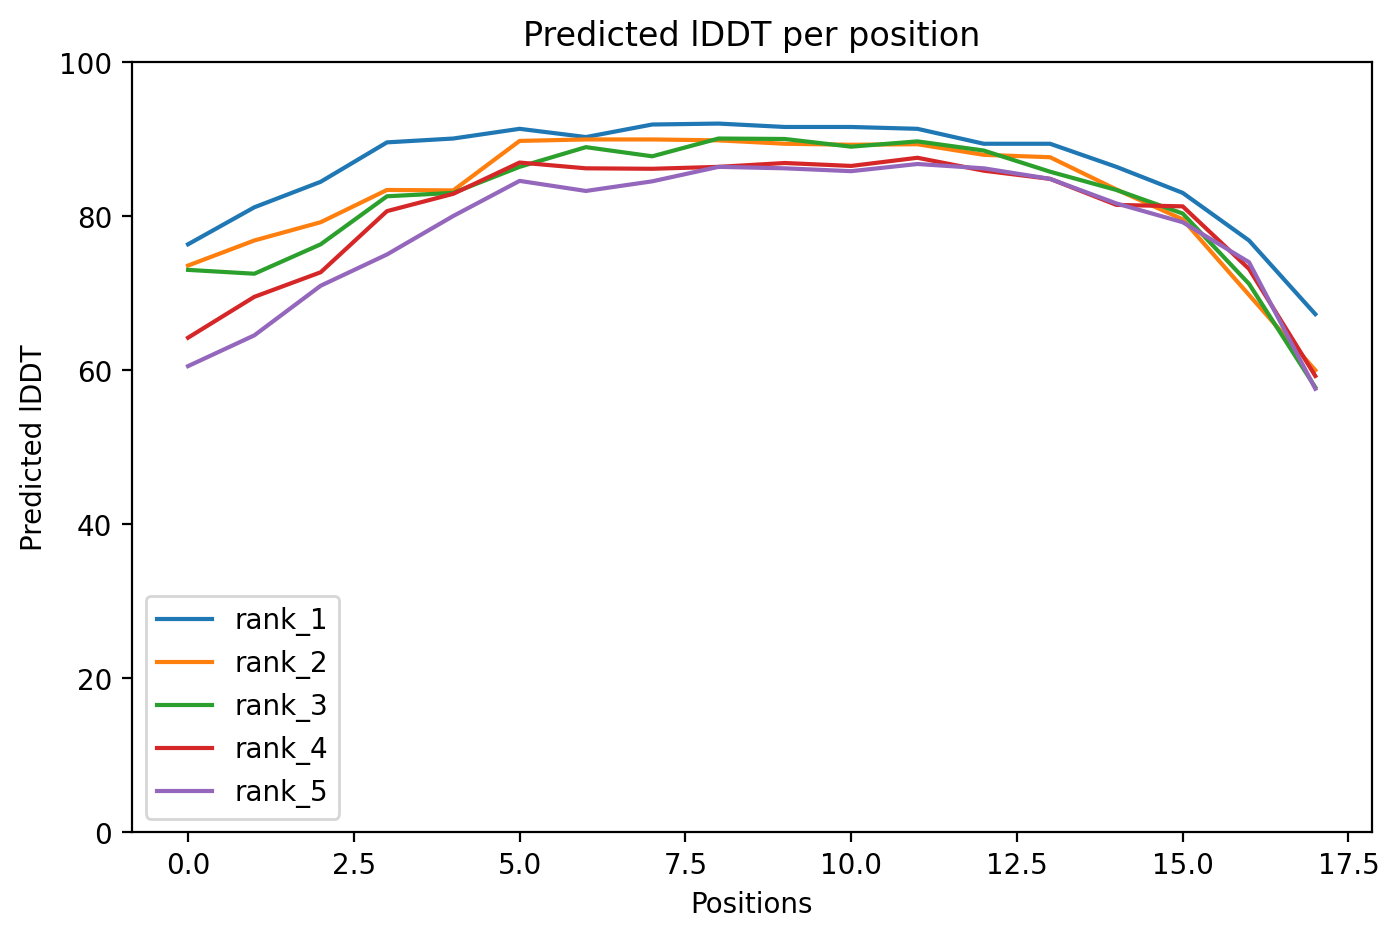 Predicted lDDT per position
100
80
60
40
20
0
Predicted lDDT
rank_1
rank_2
rank_3
rank_4
rank_5
0.0 2.5 5.0 7.5 10.0 12.5 15.0 17.5
Positions